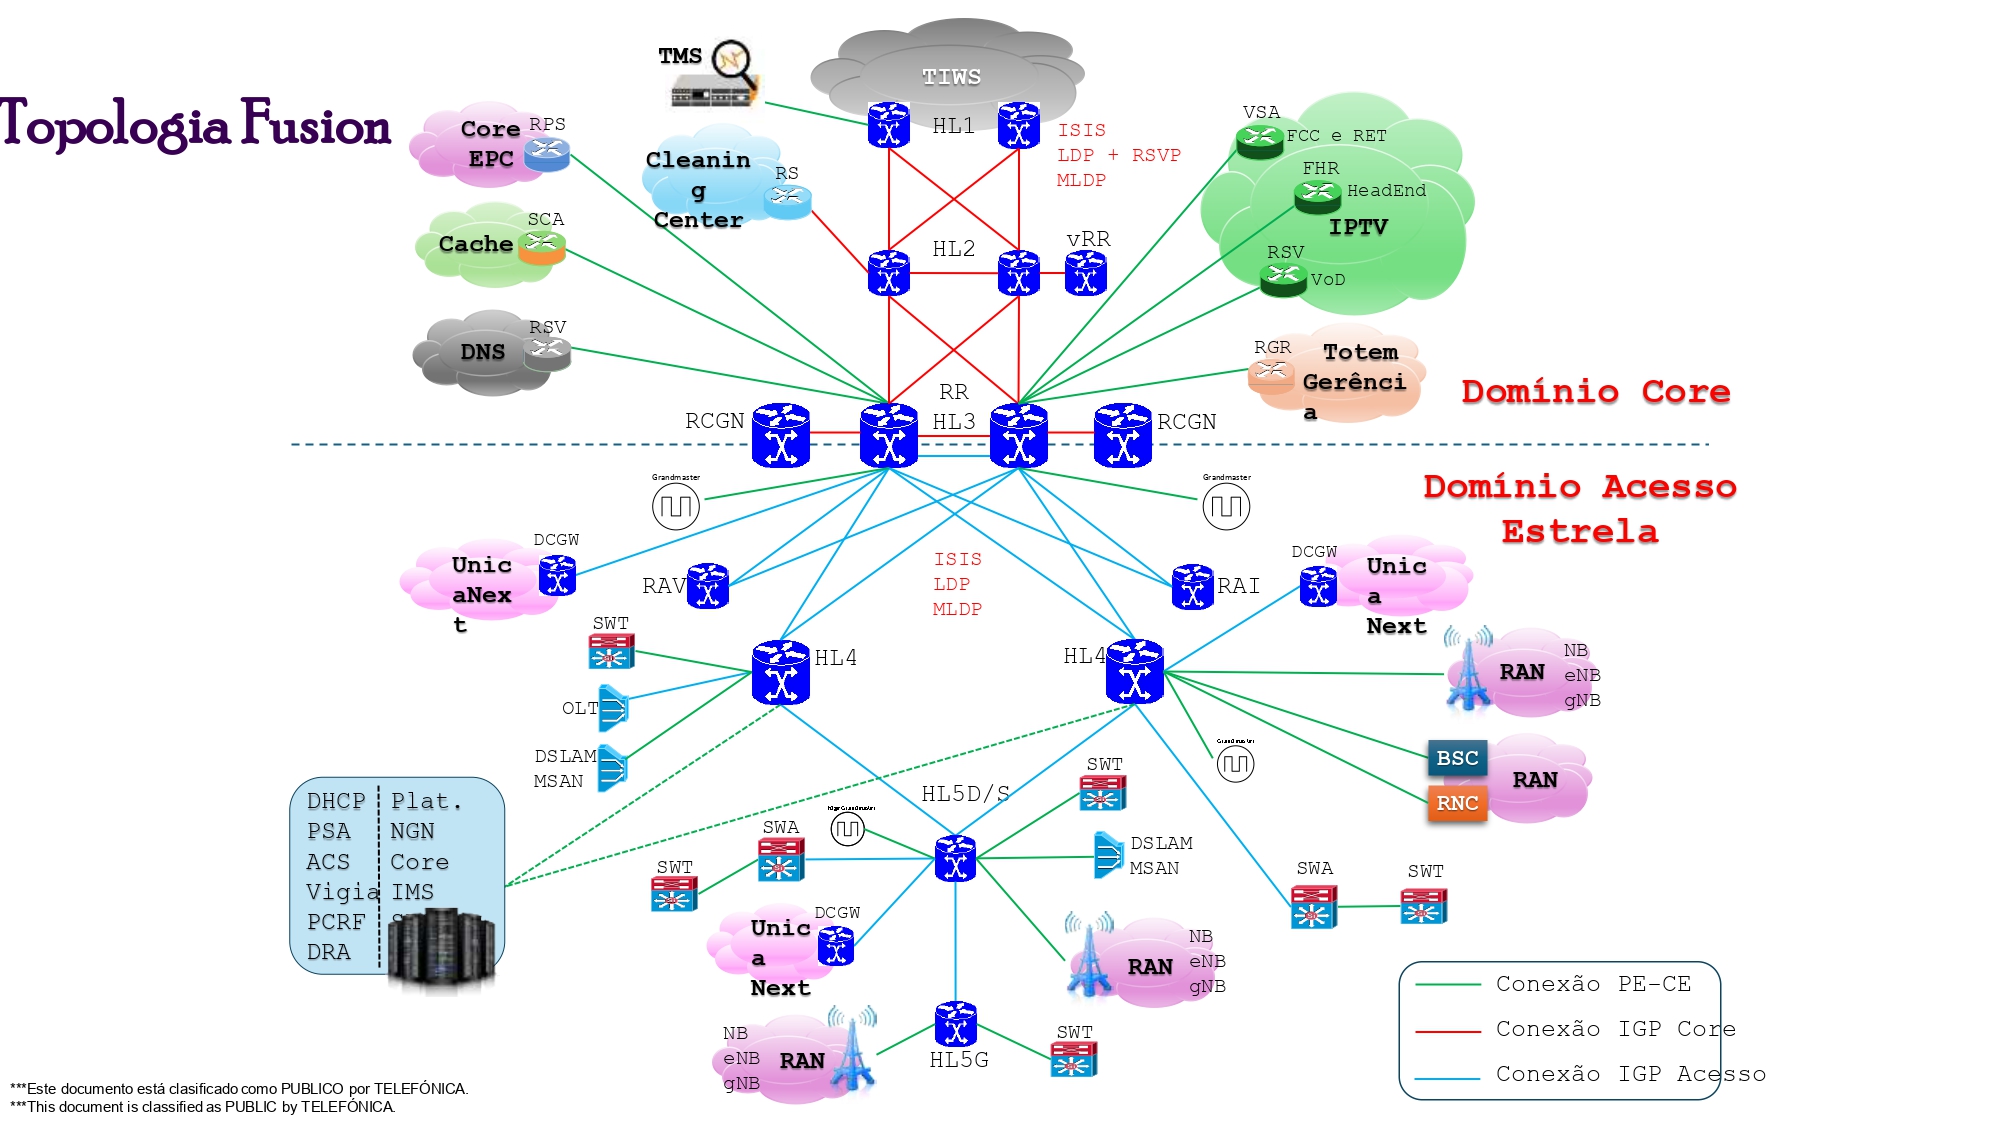 Topologia Fusion
TMS
TIWS
HL1
ISIS
LDP + RSVP
MLDP
Core
EPC
RPS
Cleanin
g
Center
RS
SCA
Cache
RSV
DNS
HL2
vRR
VSA
FCC e RET
FHR
HeadEnd
IPTV
RSV
VoD
RGR
Totem
Gerênci
a
Domínio Core
RR
HL3
RCGN
RCGN
Domínio Acesso
Estrela
Grandmaster
Grandmaster
DCGW
Unic
aNex
t
RAV
ISIS
LDP
MLDP
RAI
DCGW
Unic
a
Next
SWT
HL4
HL4
OLT
DSLAM
MSAN
RAN
NB
eNB
gNB
BSC
RNC
RAN
DHCP
PSA
ACS
Vigia
PCRF
DRA
Plat.
NGN
Core
IMS
HL5D/S
SWT
SWA
SWT
DSLAM
MSAN
SWA
SWT
DCGW
Unic
a
Next
RAN
NB
eNB
gNB
NB
eNB
gNB
RAN
HL5G
SWT
Conexão PE-CE
Conexão IGP Core
Conexão IGP Acesso
***Este documento está clasificado como PUBLICO por TELEFÓNICA.
***This document is classified as PUBLIC by TELEFÓNICA.